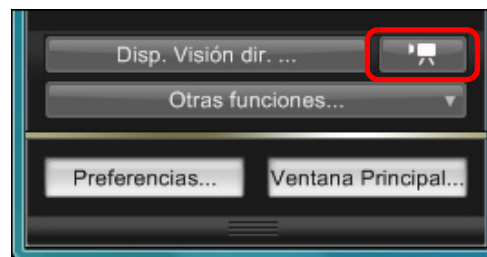 Disp. Visión dir. ...
Otras funciones...
Preferencias... Ventana Principal...